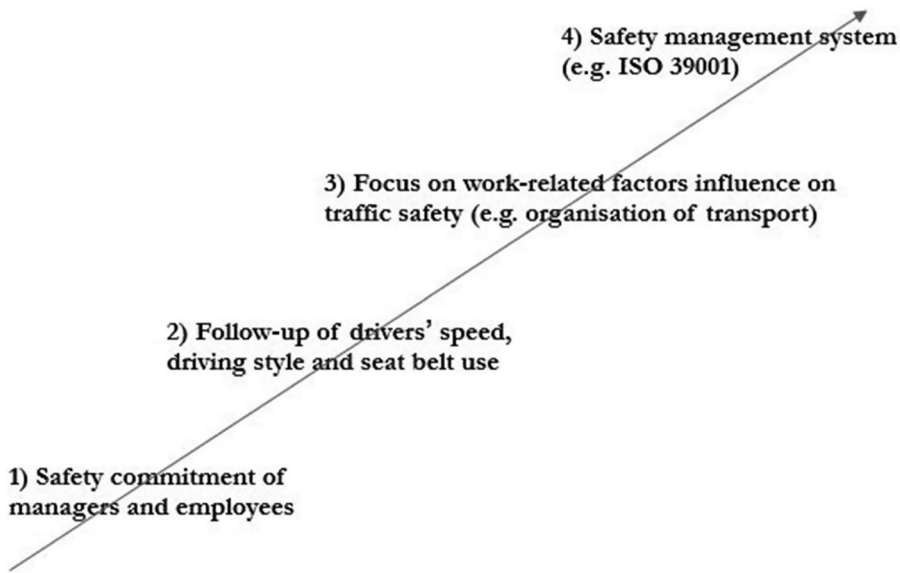 4) Safety management system
(e.g. ISO 39001)
3) Focus on work-related factors influence on
traffic safety (e.g. organisation of transport)
2) Follow-up of drivers’ speed,
driving style and seat belt use
1) Safety commitment of
managers and employees